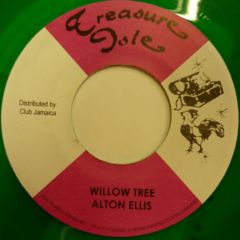 Treasure
Isle
Distributed by:
Club Jamaica
WILLOW TREE
ALTON ELLIS